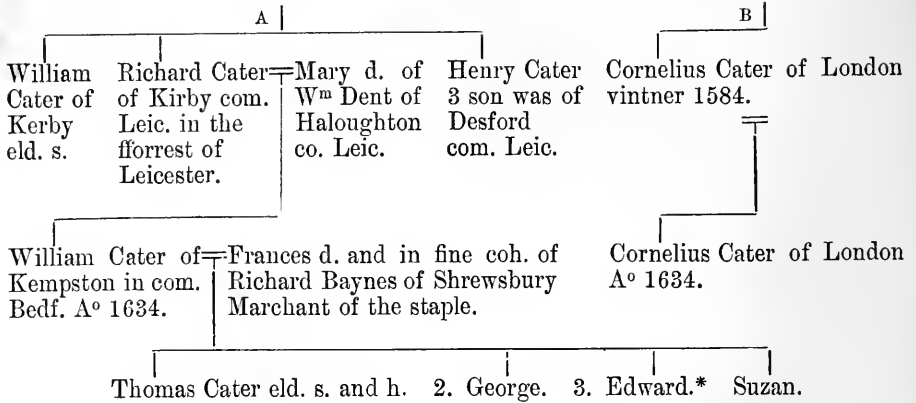 A B
William
Cater of
Kerby
eld. s.
Richard Cater
of Kirby com.
Leic. in the
fforrest of
Leicester.
Mary d. of
Wᵐ Dent of
Haloughton
co. Leic.
Henry Cater
3 son was of
Desford
com. Leic.
Cornelius Cater of London
vintner 1584.
William Cater of
Kempston in com.
Bedf. Aº 1634.
Frances d. and in fine coh. of
Richard Baynes of Shrewsbury
Marchant of the staple.
Cornelius Cater of London
Aº 1634.
Thomas Cater eld. s. and h. 2. George. 3. Edward.* Suzan.